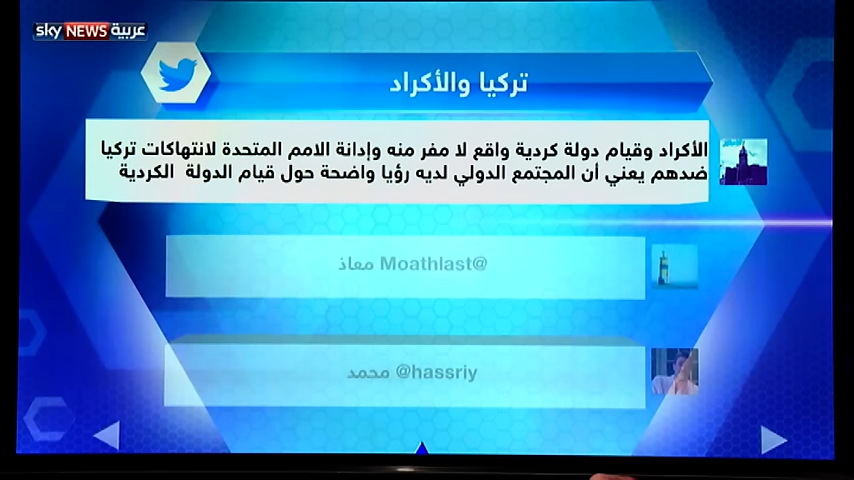 sky NEWS عربية
تركيا والأكراد
الأكراد وقيام دولة كردية واقع لا مفر منه وإدانة الامم المتحدة لانتهاكات تركيا
ضدهم يعني أن المجتمع الدولي لديه رؤيا واضحة حول قيام الدولة الكردية
@Moathlast معاذ
@hassriy محمد